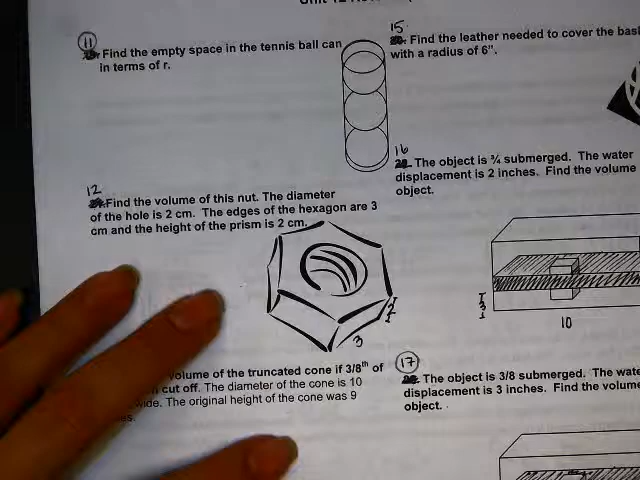 11
Find the empty space in the tennis ball can
in terms of r.
12
Find the volume of this nut. The diameter
of the hole is 2 cm. The edges of the hexagon are 3
cm and the height of the prism is 2 cm.
2
3
volume of the truncated cone if 3/8th of
cut off. The diameter of the cone is 10
wide. The original height of the cone was 9
15
Find the leather needed to cover the
with a radius of 6".
16
The object is ¾ submerged. The water
displacement is 2 inches. Find the volume
object.
3
10
17
The object is 3/8 submerged. The
displacement is 3 inches. Find the volume
object.